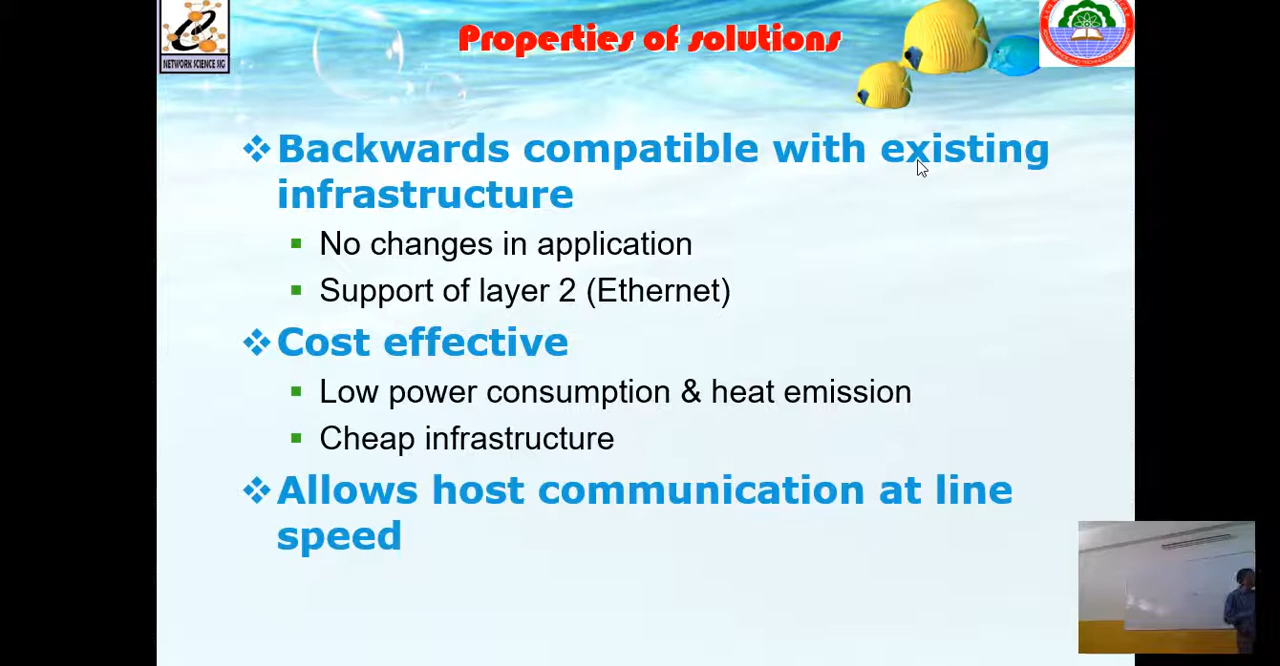 Properties of solutions
NETWORK SCIENCE SIG
❖Backwards compatible with existing
infrastructure
▪ No changes in application
▪ Support of layer 2 (Ethernet)
❖Cost effective
▪ Low power consumption & heat emission
▪ Cheap infrastructure
❖Allows host communication at line
speed